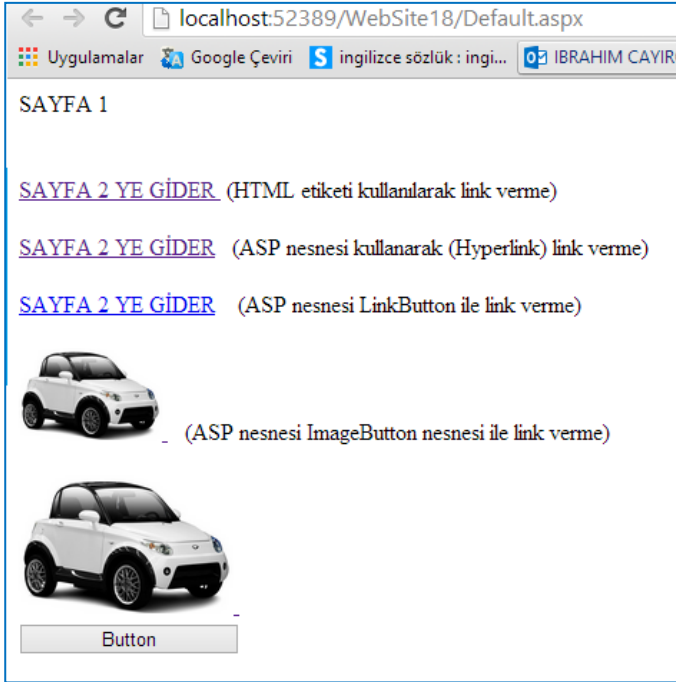 localhost:52389/WebSite18/Default.aspx
Uygulamalar Google Çeviri S ingilizce sözlük : ingi... IBRAHIM CAYIR
SAYFA 1
SAYFA 2 YE GİDER (HTML etiketi kullanılarak link verme)
SAYFA 2 YE GİDER (ASP nesnesi kullanarak (Hyperlink) link verme)
SAYFA 2 YE GİDER (ASP nesnesi LinkButton ile link verme)
(ASP nesnesi ImageButton nesnesi ile link verme)
Button